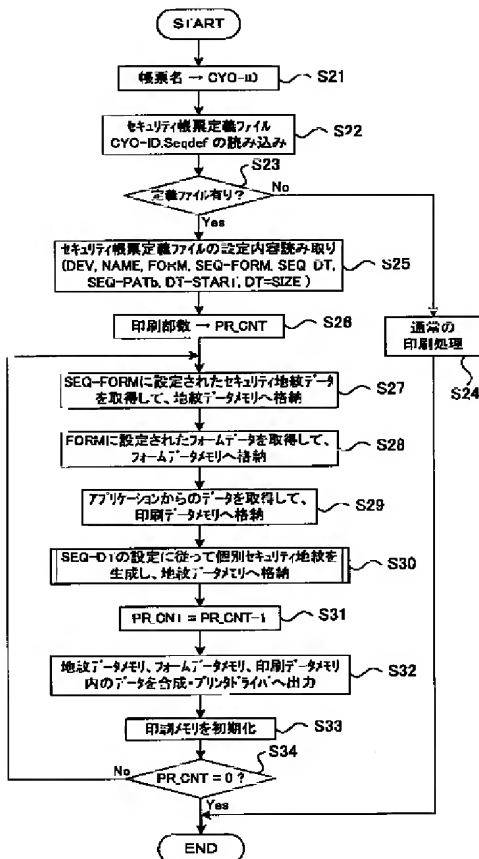 START
帳票名 → CYO-ID
S21
セキュリティ帳票定義ファイル
CYO-ID.Seqdef の読み込み
S22
S23
定義ファイル有り?
No
Yes
セキュリティ帳票定義ファイルの設定内容読み取り
(DEV, NAME, FORM, SEQ-FORM, SEQ DT,
SEQ-PATb, DT-START, DT=SIZE )
S25
印刷部数 → PR_CNT
S26
通常の
印刷処理
S24
SEQ-FORMに設定されたセキュリティ地紋データ
を取得して、地紋データメモリへ格納
S27
FORMに設定されたフォームデータを取得して、
フォームデータメモリへ格納
S28
アプリケーションからのデータを取得して、
印刷データメモリへ格納
S29
SEQ-DTの設定に従って個別セキュリティ地紋を
生成し、地紋データメモリへ格納
S30
PR_CNT = PR_CNT-1
S31
地紋データメモリ、フォームデータメモリ、印刷データメモリ
内のデータを合成・プリンタドライバへ出力
S32
印刷メモリを初期化
S33
S34
No
PR_CNT = 0 ?
Yes
END